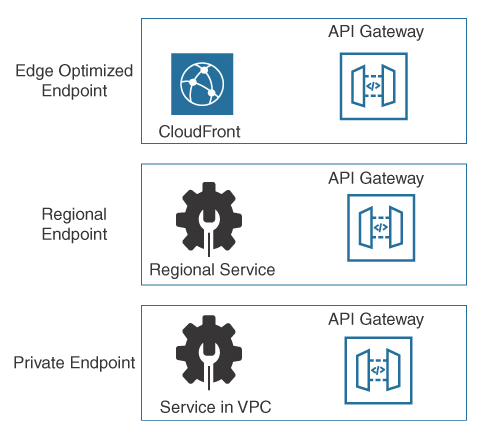 API Gateway
Edge Optimized
Endpoint
</>
CloudFront
API Gateway
Regional
Endpoint
</>
Regional Service
API Gateway
Private Endpoint
</>
Service in VPC